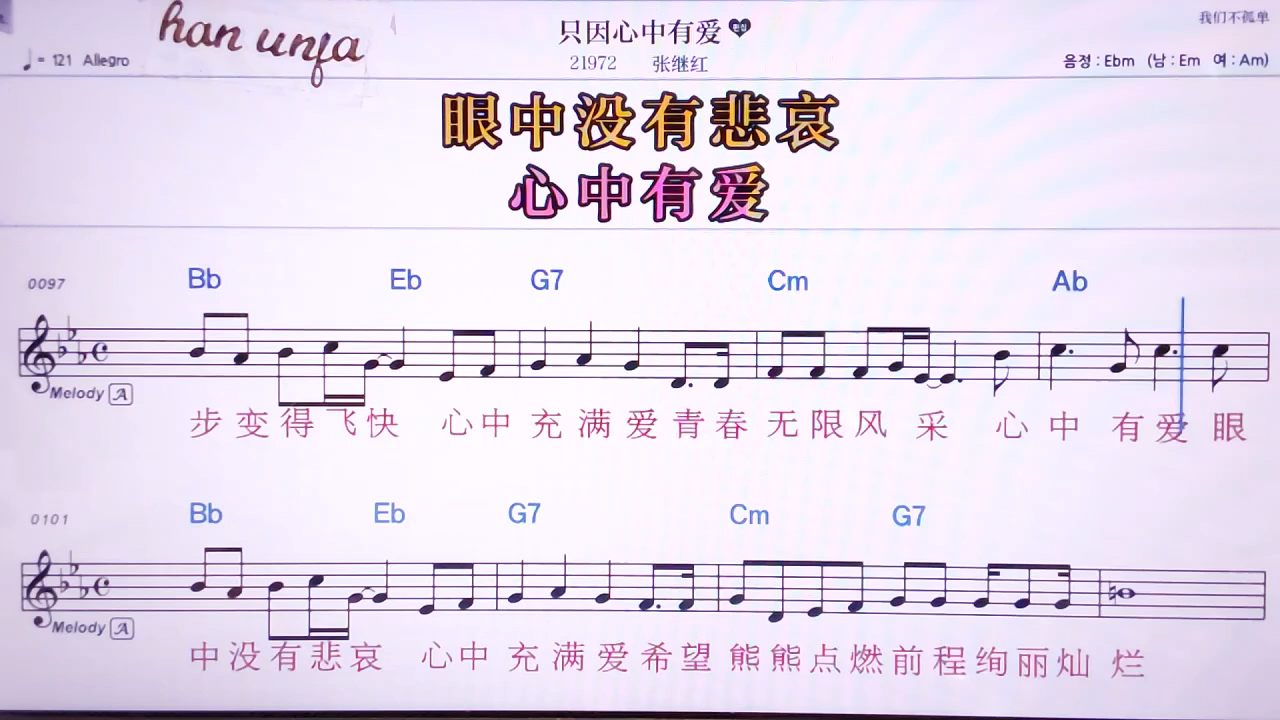 han unfa
只因心中有爱
편심
我们不孤单
♩= 121 Allegro
21972 张继红
음정 : Ebm (남 : Em 여 : Am)
眼中没有悲哀
心中有爱
0097 Bb Eb G7 Cm Ab
Melody A
步变得飞快 心中充满爱青春无限风采 心中有爱眼
0101 Bb Eb G7 Cm G7
Melody A
中没有悲哀 心中充满爱希望熊熊点燃前程绚丽灿烂